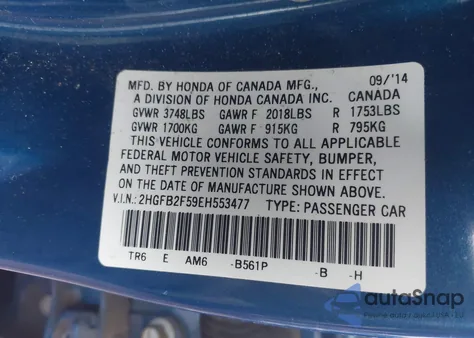 MFD. BY HONDA OF CANADA MFG., 09/'14
A DIVISION OF HONDA CANADA INC. CANADA
GVWR 3748LBS GAWR F 2018LBS R 1753LBS
GVWR 1700KG GAWR F 915KG R 795KG
THIS VEHICLE CONFORMS TO ALL APPLICABLE
FEDERAL MOTOR VEHICLE SAFETY, BUMPER,
AND THEFT PREVENTION STANDARDS IN EFFECT
ON THE DATE OF MANUFACTURE SHOWN ABOVE.
V.I.N.: 2HGFB2F59EH553477 TYPE: PASSENGER CAR
TR6 E AM6 -B561P -B -H
autoSnap